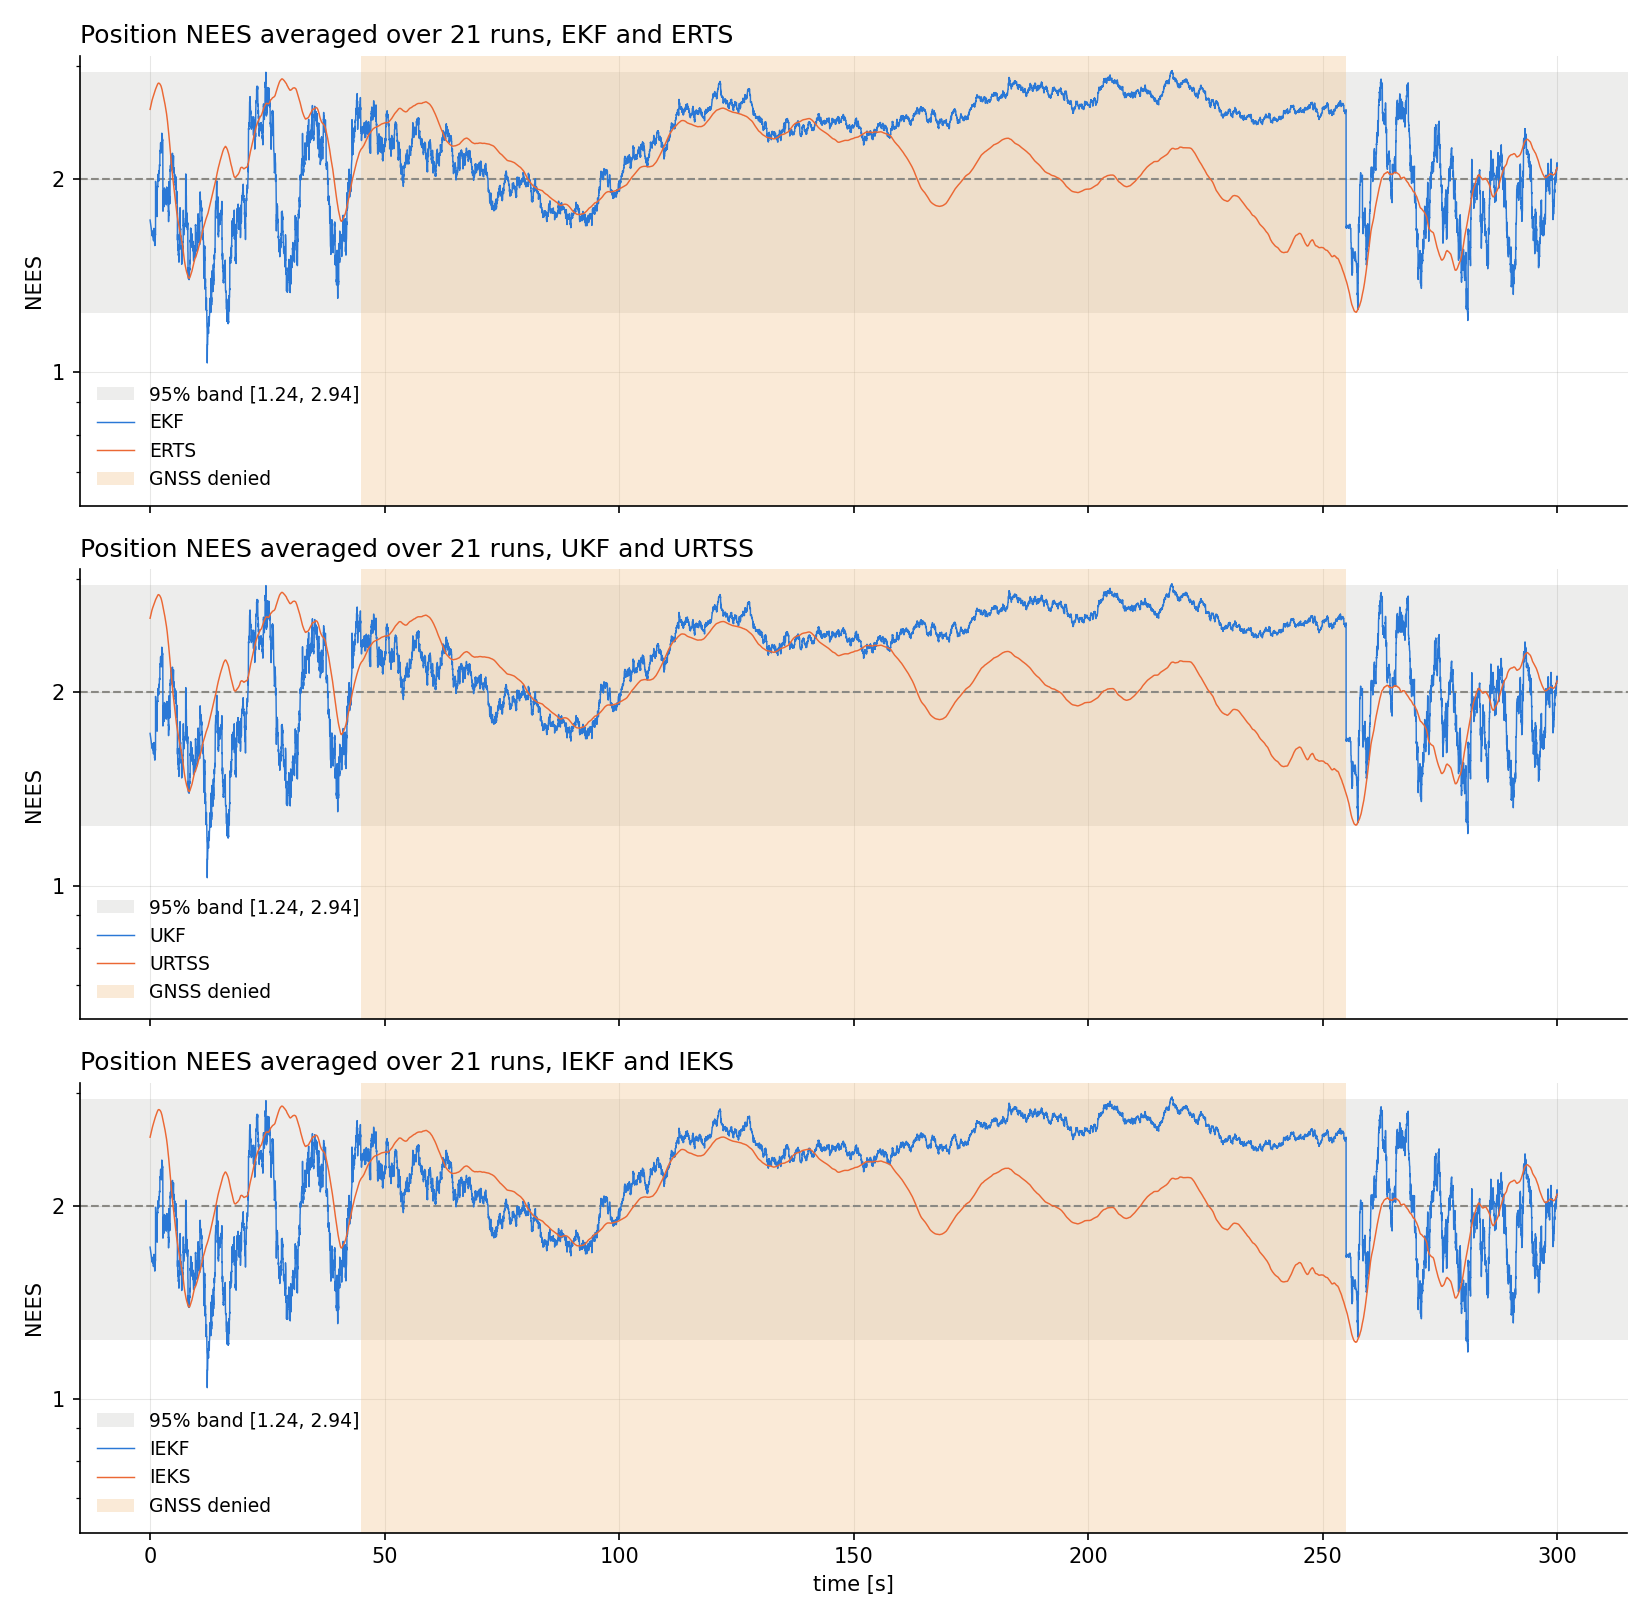 Position NEES averaged over 21 runs, EKF and ERTS
NEES
2
1
95% band [1.24, 2.94]
EKF
ERTS
GNSS denied
Position NEES averaged over 21 runs, UKF and URTSS
NEES
2
1
95% band [1.24, 2.94]
UKF
URTSS
GNSS denied
Position NEES averaged over 21 runs, IEKF and IEKS
NEES
2
1
95% band [1.24, 2.94]
IEKF
IEKS
GNSS denied
0 50 100 150 200 250 300
time [s]